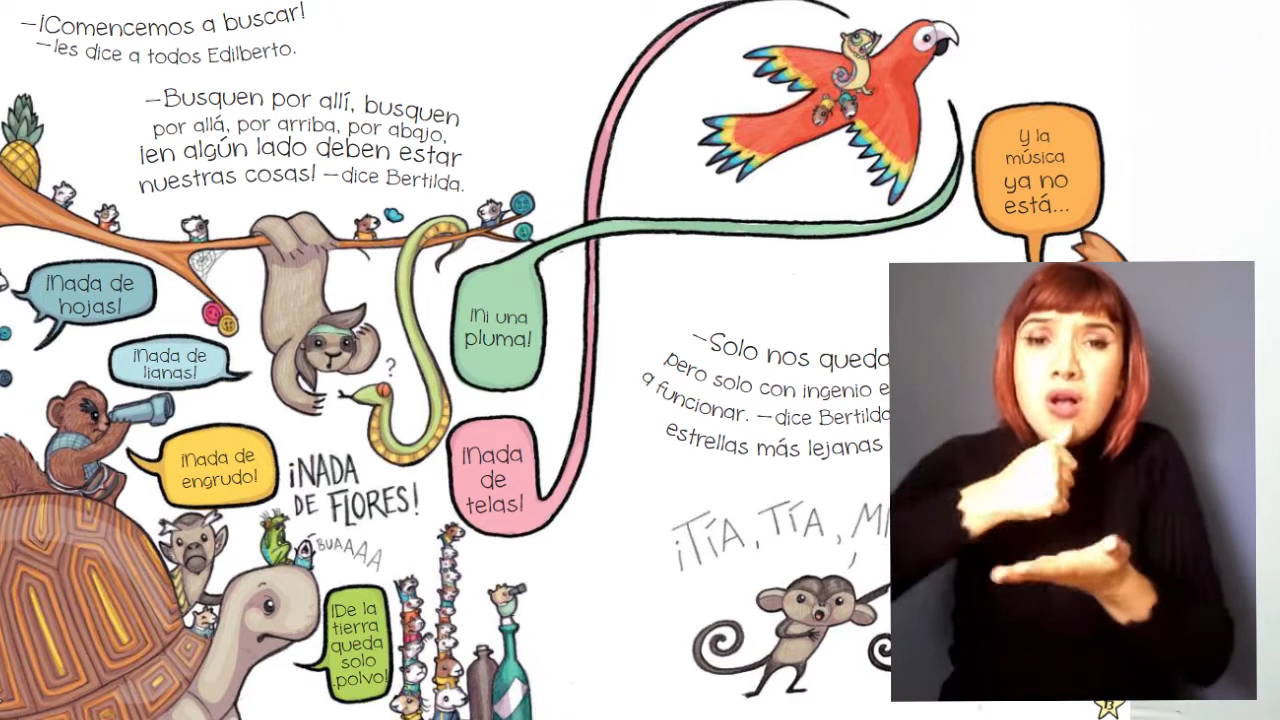 —¡Comencemos a buscar!
—les dice a todos Edilberto.
—Busquen por allí, busquen
por allá, por arriba, por abajo,
¡en algún lado deben estar
nuestras cosas! —dice Bertilda.
¡Nada de
hojas!
¡Nada de
lianas!
?
¡Nada de
engrudo!
¡NADA
DE FLORES!
¡BUAAAA
¡De la
tierra
queda
solo
polvo!
¡Ni una
pluma!
¡Nada
de
telas!
Y la
música
ya no
está...
—Solo nos queda
pero solo con ingenio
a funcionar. —dice Bertilda
estrellas más lejanas
¡TÍA, TÍA,
13